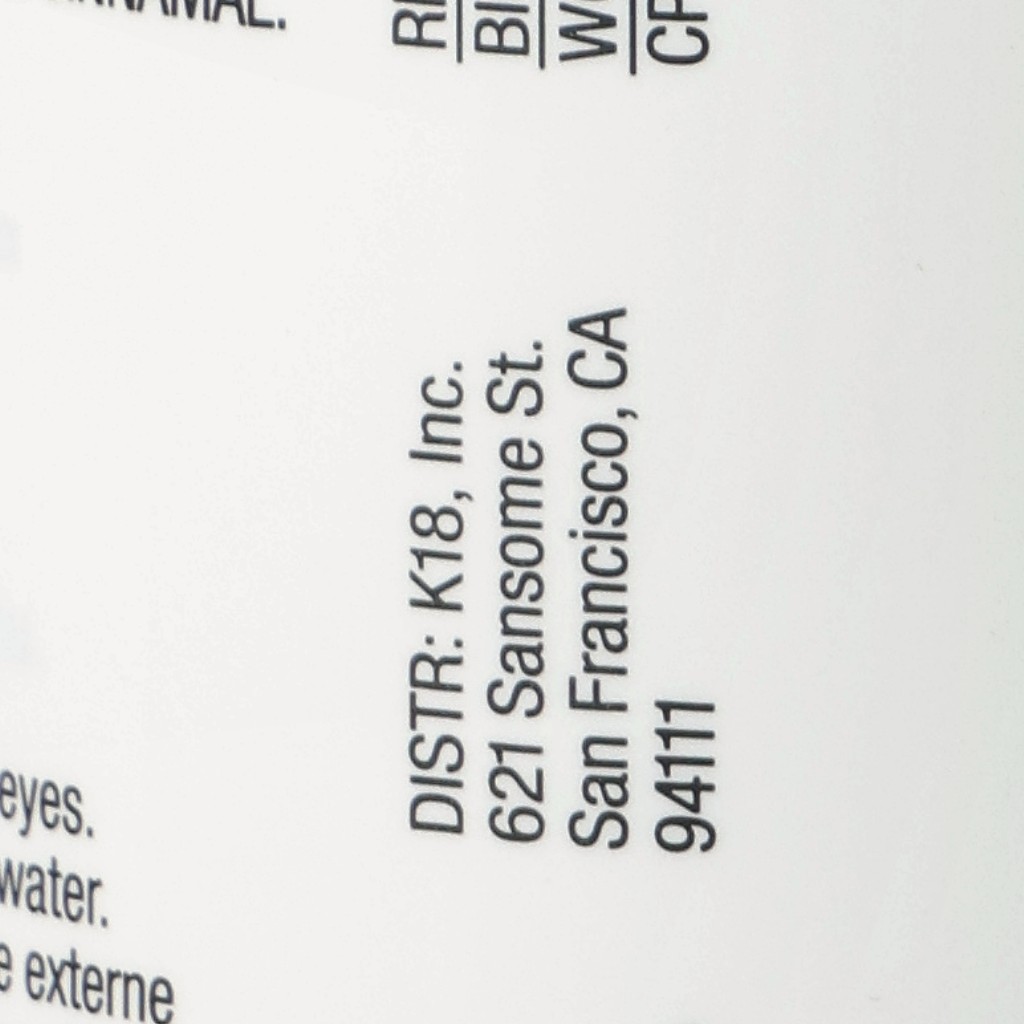 DISTR: K18, Inc.
621 Sansome St.
San Francisco, CA
94111
eyes.
water.
externe